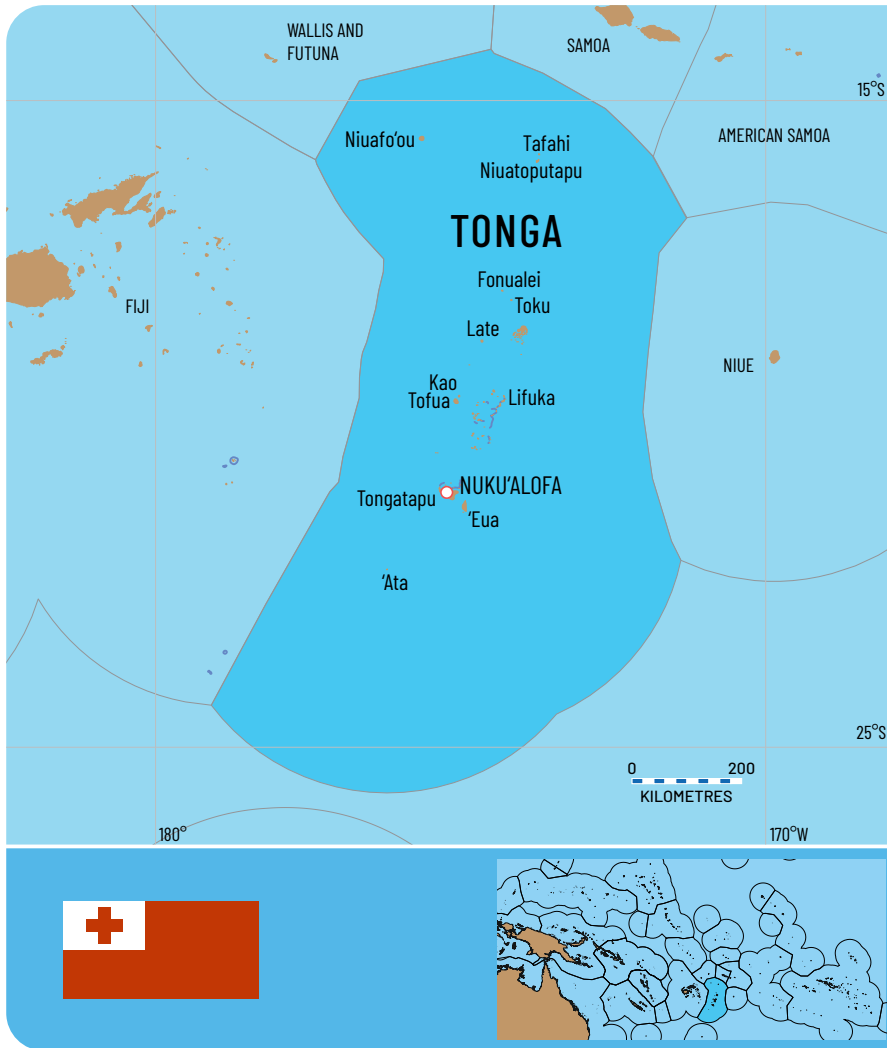 WALLIS AND
FUTUNA
SAMOA
15°S
Niuafo‘ou
Tafahi
Niuatoputapu
AMERICAN SAMOA
TONGA
Fonualei
Toku
FIJI
Late
NIUE
Kao
Tofua
Lifuka
NUKU‘ALOFA
Tongatapu
‘Eua
‘Ata
25°S
0 200
KILOMETRES
180°
170°W